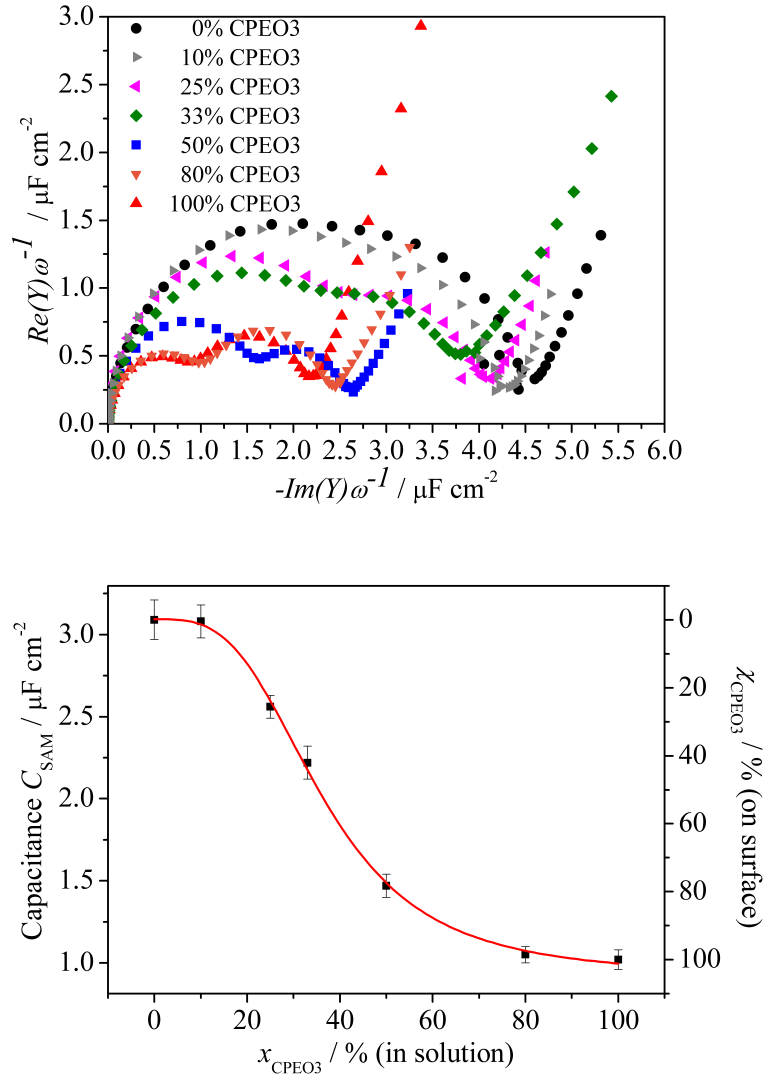 3.0
2.5
2.0
1.5
1.0
0.5
0.0
Re(Y)ω⁻¹ / μF cm⁻²
0% CPEO3
10% CPEO3
25% CPEO3
33% CPEO3
50% CPEO3
80% CPEO3
100% CPEO3
0.0 0.5 1.0 1.5 2.0 2.5 3.0 3.5 4.0 4.5 5.0 5.5 6.0
-Im(Y)ω⁻¹ / μF cm⁻²
Capacitance C_SAM / μF cm⁻²
3.0
2.5
2.0
1.5
1.0
0
20
40
60
80
100
χ_CPEO3 / % (on surface)
0 20 40 60 80 100
x_CPEO3 / % (in solution)